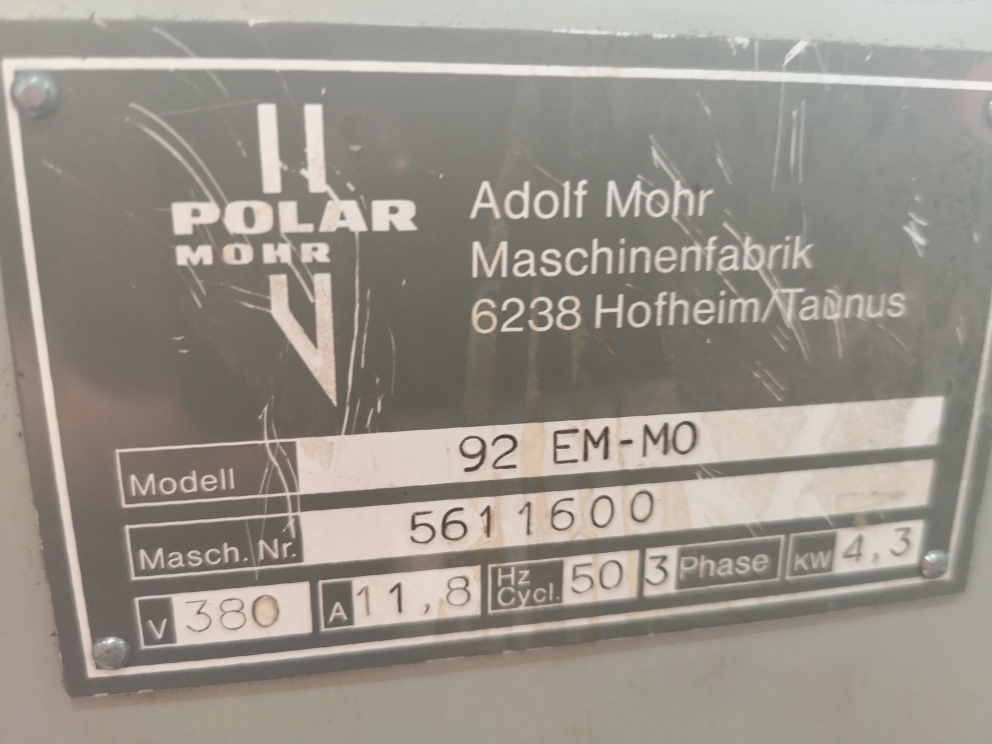 POLAR
MOHR
Adolf Mohr
Maschinenfabrik
6238 Hofheim/Taunus
Modell 92 EM-MO
Masch. Nr. 5611600
V 380 A 11,8 Hz Cycl. 50 3 Phase KW 4,3